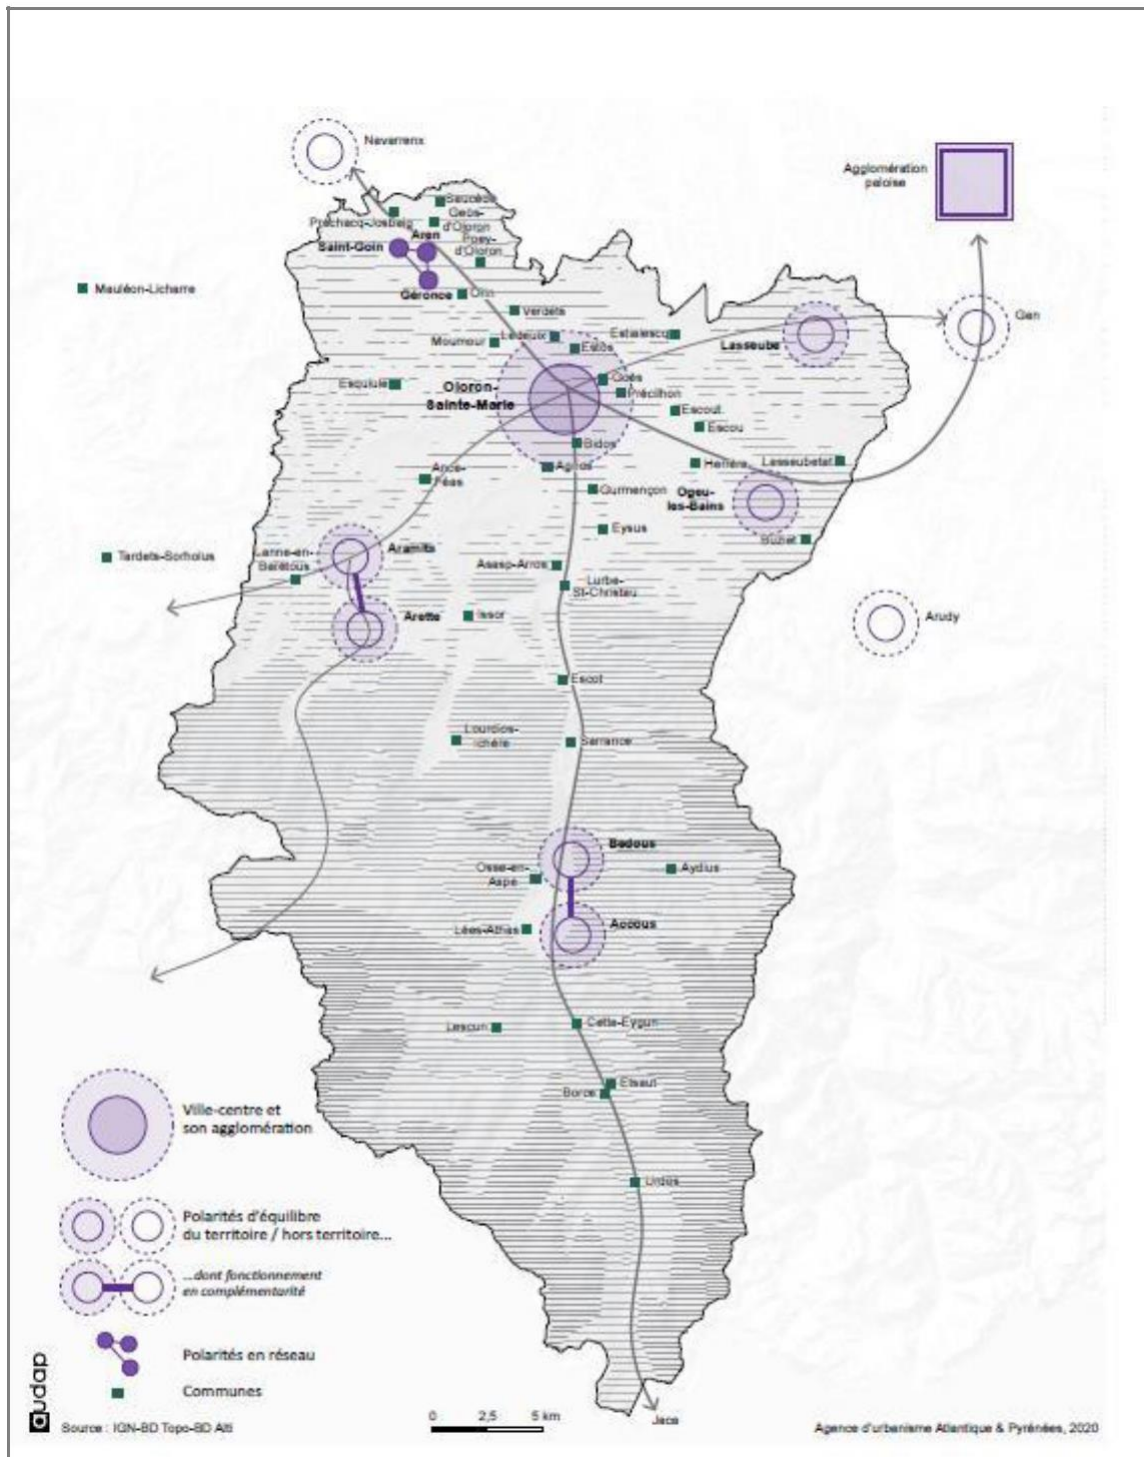 Navarrenx
Agglomération
paloise
Saucède
Préchacq-Josbaig
Geüs-
d'Oloron
Aren
Poey-
d'Oloron
Saint-Goin
Géronce
Orin
Mauléon-Licharre
Verdets
Gan
Moumour
Ledeuix
Estos
Estialescq
Lasseube
Esquiule
Oloron-
Sainte-Marie
Goès
Précilhon
Escout
Escou
Bidos
Agnos
Herrère
Lasseubetat
Ance-
Féas
Gurmençon
Ogeu-
les-Bains
Eysus
Buziet
Tardets-Sorholus
Lanne-en-
Barétous
Aramits
Asasp-Arros
Lurbe-
St-Christau
Arette
Issor
Arudy
Escot
Lourdios-
Ichère
Sarrance
Bedous
Osse-en-
Aspe
Aydius
Accous
Lées-Athas
Lescun
Cette-Eygun
Etsaut
Borce
Urdos
Jaca
Ville-centre et
son agglomération
Polarités d'équilibre
du territoire / hors territoire...
...dont fonctionnement
en complémentarité
Polarités en réseau
Communes
audap
Source : IGN-BD Topo-BD Alti
0 2,5 5 km
Agence d'urbanisme Atlantique & Pyrénées, 2020